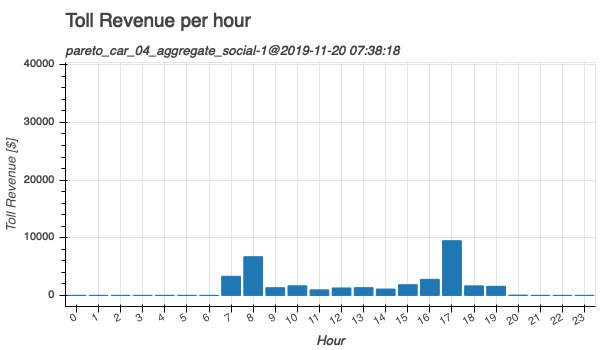 Toll Revenue per hour
pareto_car_04_aggregate_social-1@2019-11-20 07:38:18
40000
30000
20000
10000
0
Toll Revenue [$]
0 1 2 3 4 5 6 7 8 9 10 11 12 13 14 15 16 17 18 19 20 21 22 23
Hour